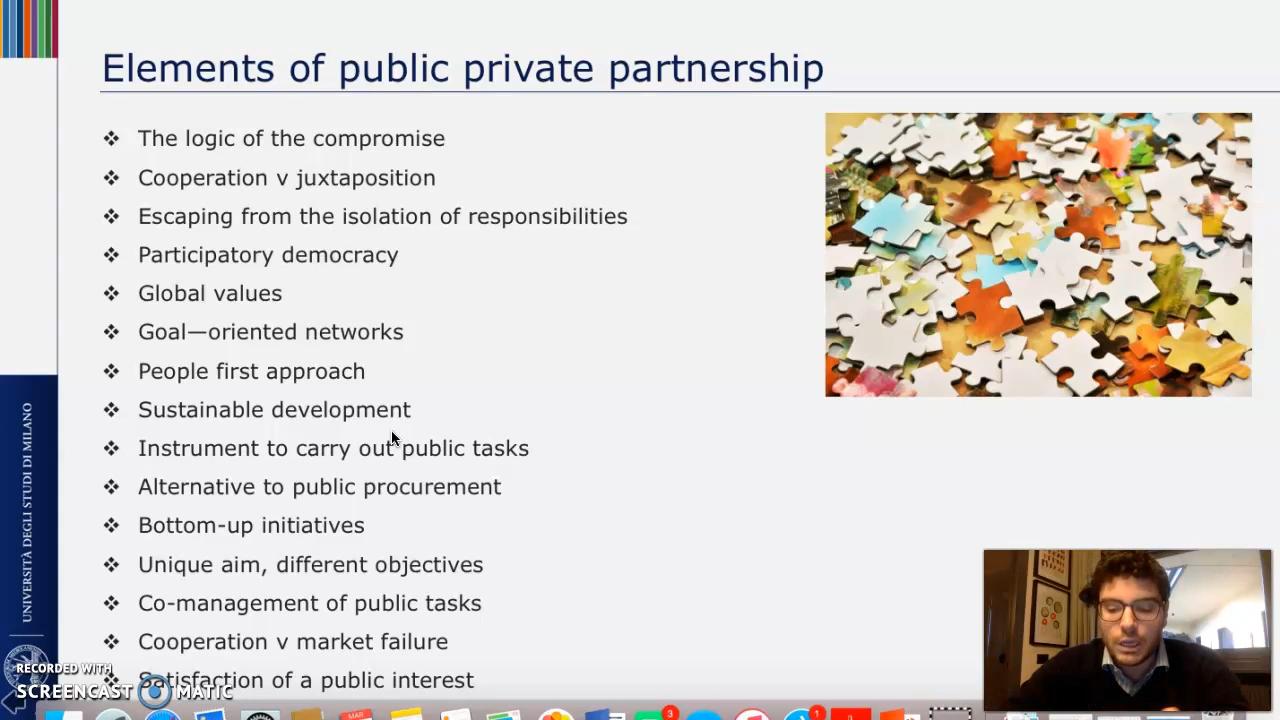 Elements of public private partnership
❖ The logic of the compromise
❖ Cooperation v juxtaposition
❖ Escaping from the isolation of responsibilities
❖ Participatory democracy
❖ Global values
❖ Goal—oriented networks
❖ People first approach
❖ Sustainable development
❖ Instrument to carry out public tasks
❖ Alternative to public procurement
❖ Bottom-up initiatives
❖ Unique aim, different objectives
❖ Co-management of public tasks
❖ Cooperation v market failure
❖ Satisfaction of a public interest
UNIVERSITÀ DEGLI STUDI DI MILANO
RECORDED WITH
SCREENCAST MATIC
MAR
3
1